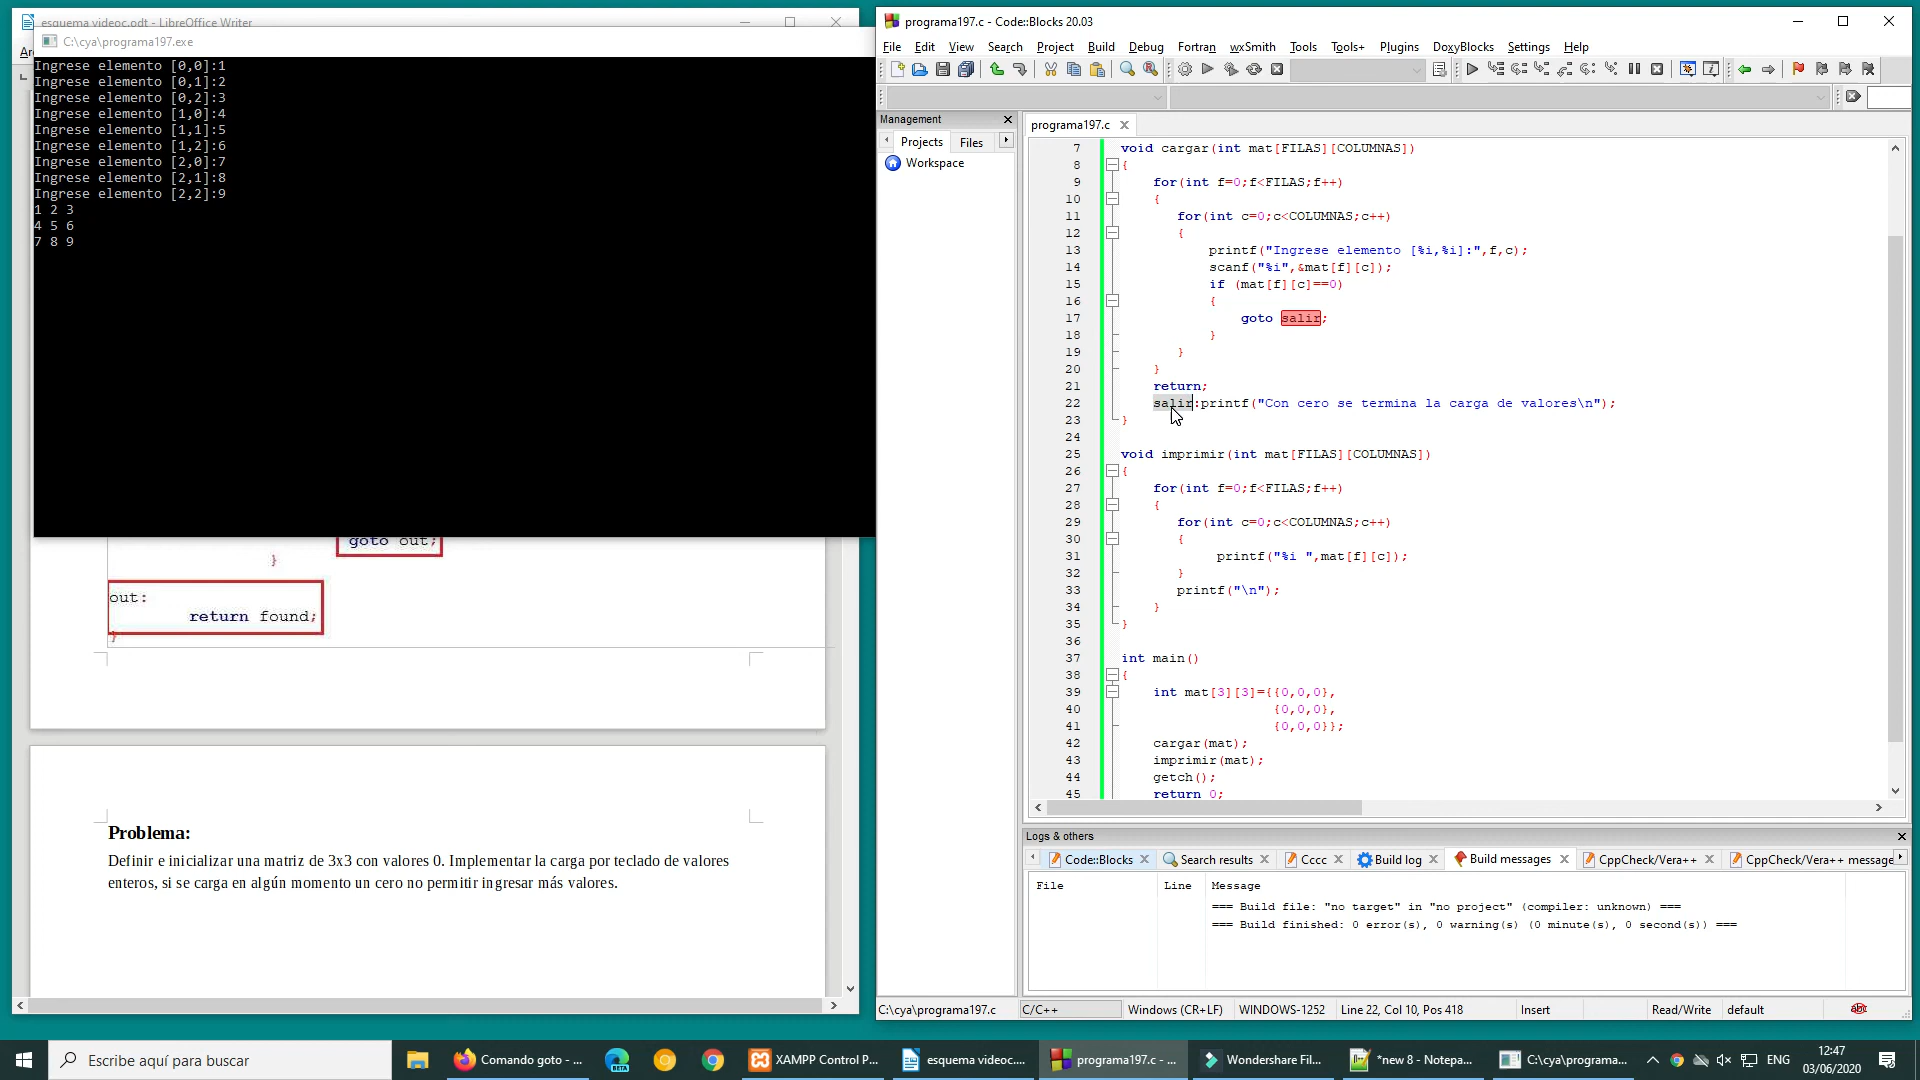 esquema videoc.odt - LibreOffice Writer
C:\cya\programa197.exe
Ingrese elemento [0,0]:1
Ingrese elemento [0,1]:2
Ingrese elemento [0,2]:3
Ingrese elemento [1,0]:4
Ingrese elemento [1,1]:5
Ingrese elemento [1,2]:6
Ingrese elemento [2,0]:7
Ingrese elemento [2,1]:8
Ingrese elemento [2,2]:9
1 2 3
4 5 6
7 8 9
goto out;
}
out:
return found;
}
Problema:
Definir e inicializar una matriz de 3x3 con valores 0. Implementar la carga por teclado de valores
enteros, si se carga en algún momento un cero no permitir ingresar más valores.
programa197.c - Code::Blocks 20.03
File Edit View Search Project Build Debug Fortran wxSmith Tools Tools+ Plugins DoxyBlocks Settings Help
Management
Projects Files
Workspace
programa197.c
7 void cargar(int mat[FILAS][COLUMNAS])
8 {
9 for(int f=0;f<FILAS;f++)
10 {
11 for(int c=0;c<COLUMNAS;c++)
12 {
13 printf("Ingrese elemento [%i,%i]:",f,c);
14 scanf("%i",&mat[f][c]);
15 if (mat[f][c]==0)
16 {
17 goto salir;
18 }
19 }
20 }
21 return;
22 salir:printf("Con cero se termina la carga de valores\n");
23 }
24
25 void imprimir(int mat[FILAS][COLUMNAS])
26 {
27 for(int f=0;f<FILAS;f++)
28 {
29 for(int c=0;c<COLUMNAS;c++)
30 {
31 printf("%i ",mat[f][c]);
32 }
33 printf("\n");
34 }
35 }
36
37 int main()
38 {
39 int mat[3][3]={{0,0,0},
40 {0,0,0},
41 {0,0,0}};
42 cargar(mat);
43 imprimir(mat);
44 getch();
45 return 0;
Logs & others
Code::Blocks Search results Cccc Build log Build messages CppCheck/Vera++ CppCheck/Vera++ message
File Line Message
=== Build file: "no target" in "no project" (compiler: unknown) ===
=== Build finished: 0 error(s), 0 warning(s) (0 minute(s), 0 second(s)) ===
C:\cya\programa197.c C/C++ Windows (CR+LF) WINDOWS-1252 Line 22, Col 10, Pos 418 Insert Read/Write default
Escribe aquí para buscar
Comando goto - ...
XAMPP Control P...
esquema videoc....
programa197.c - ...
Wondershare Fil...
*new 8 - Notepa...
C:\cya\programa...
ENG
12:47
03/06/2020